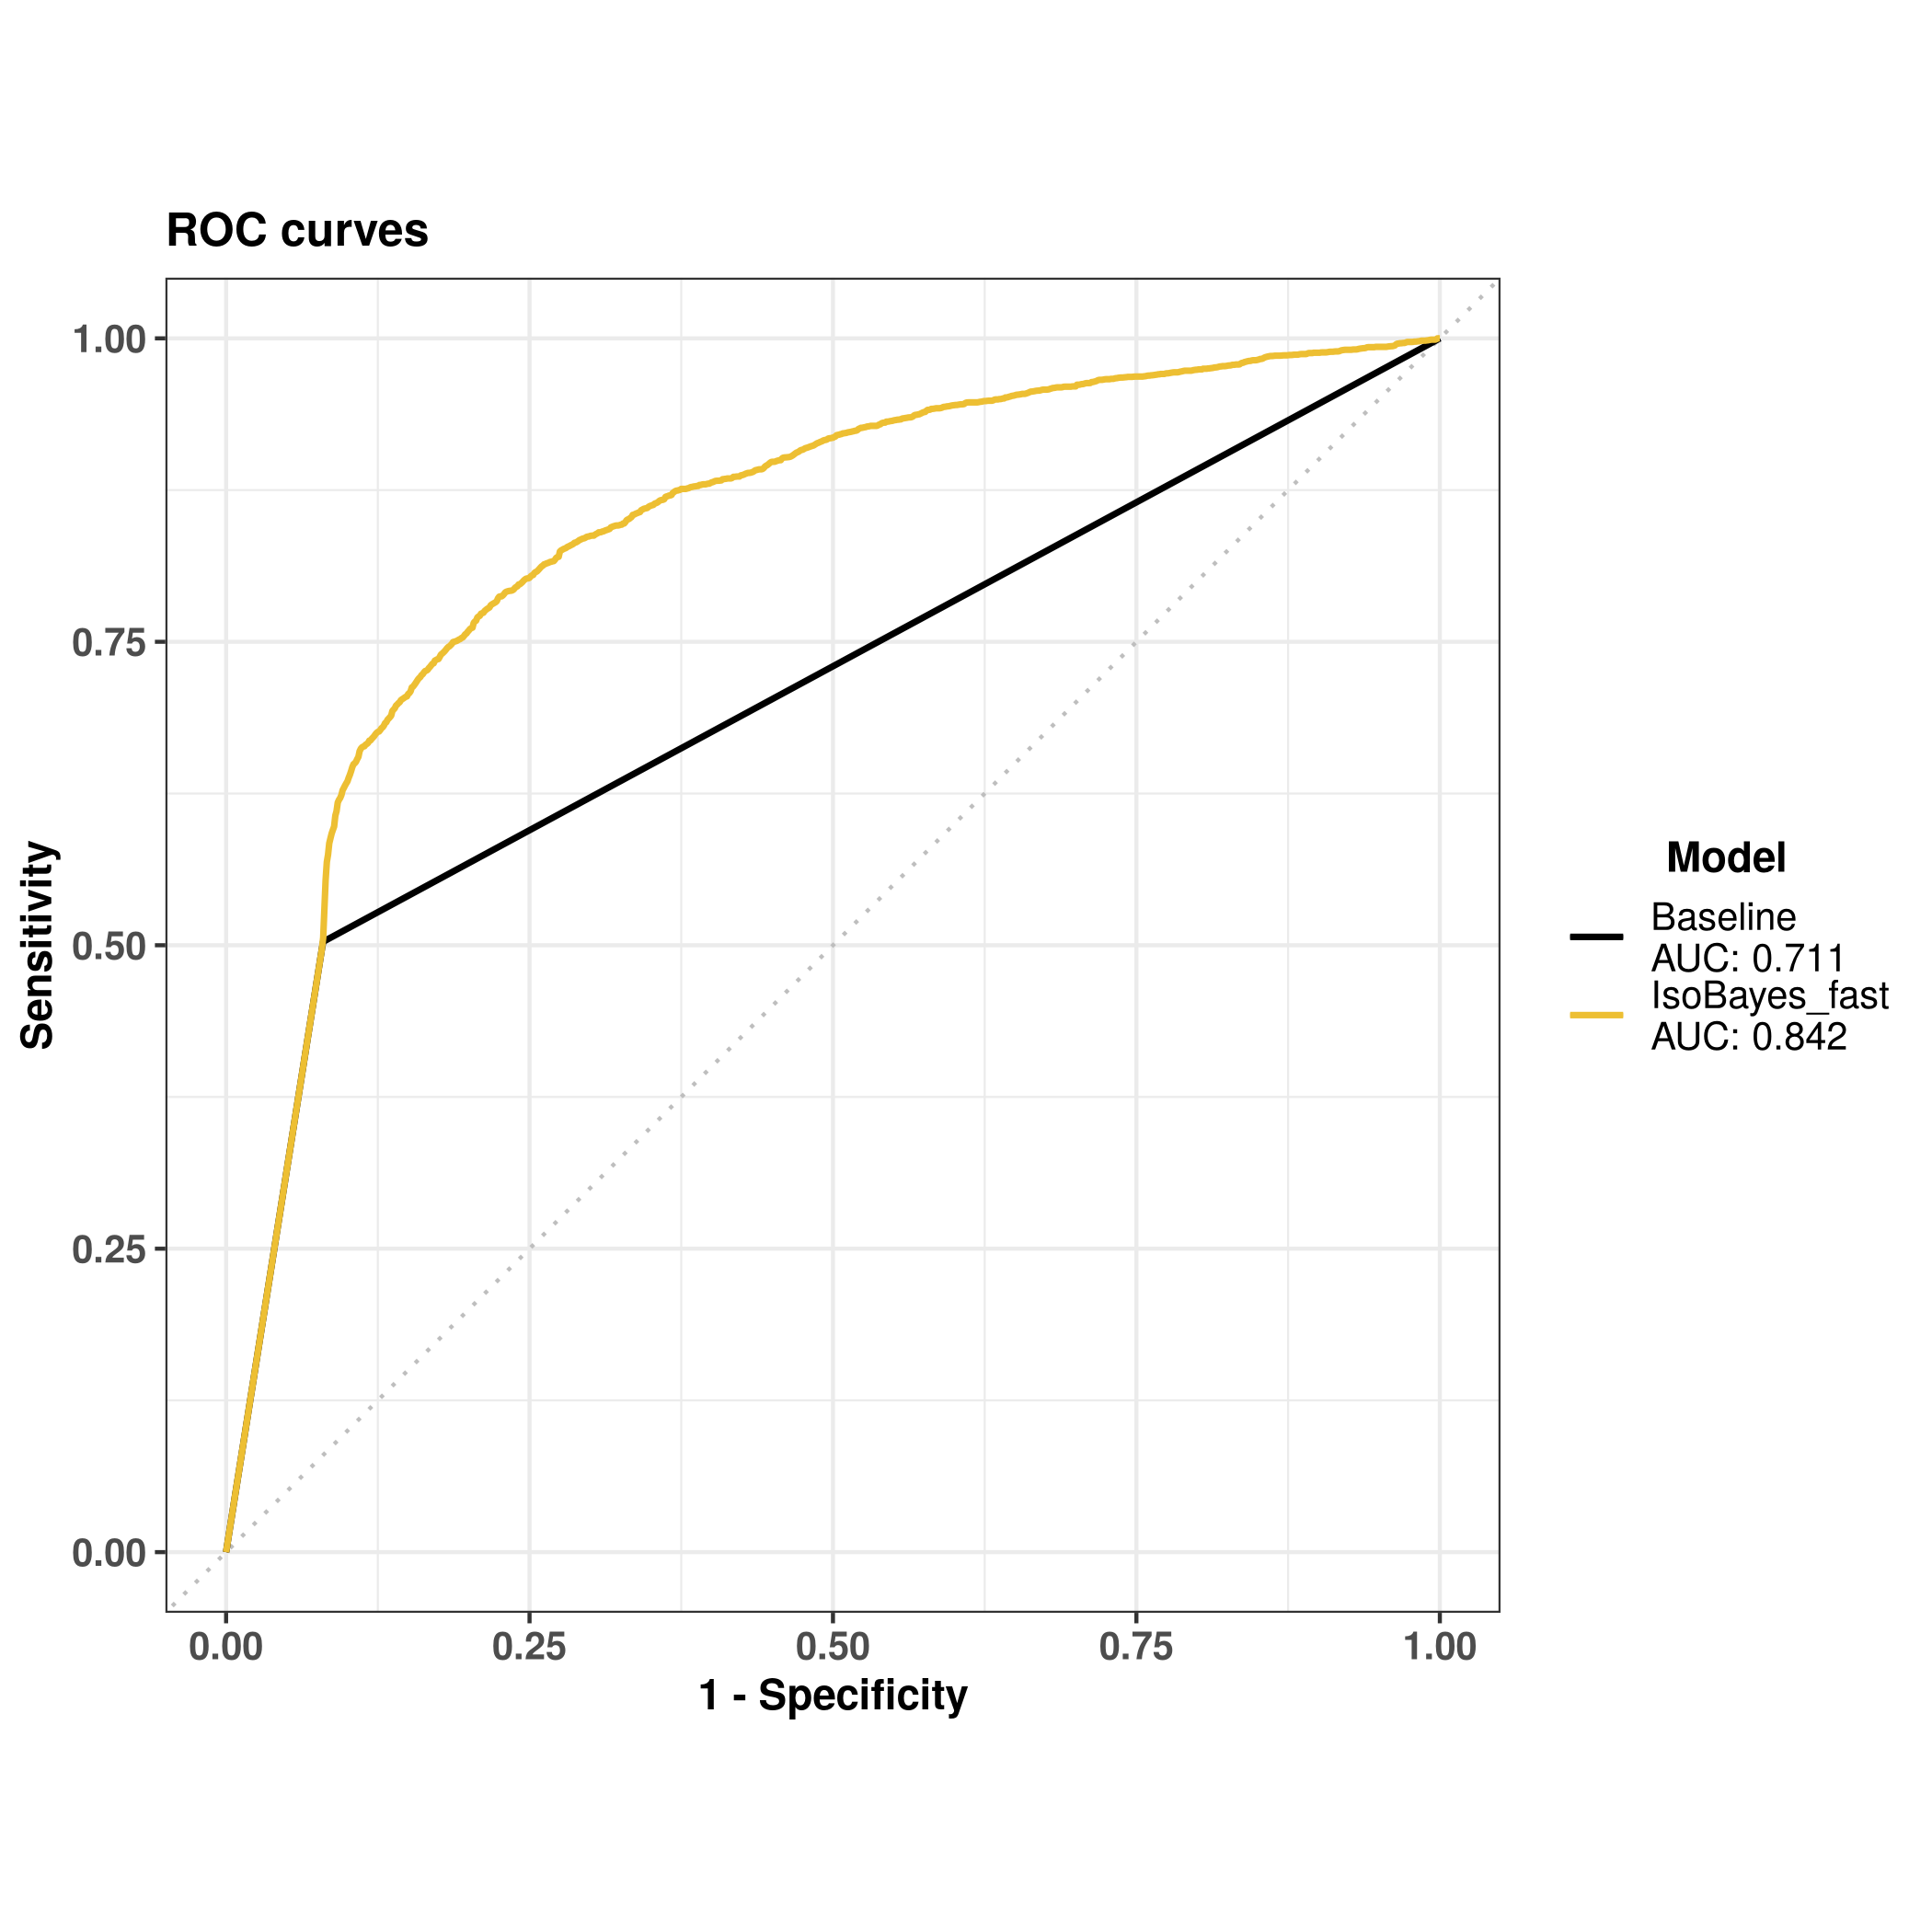 ROC curves
1.00
0.75
0.50
0.25
0.00
Sensitivity
0.00 0.25 0.50 0.75 1.00
1 - Specificity
Model
Baseline
AUC: 0.711
IsoBayes_fast
AUC: 0.842